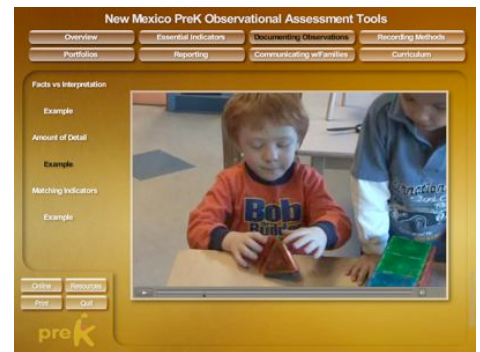 New Mexico PreK Observational Assessment Tools
Overview Essential Indicators Documenting Observations Recording Methods
Portfolios Reporting Communicating w/Families Curriculum
Facts vs Interpretation
Example
Amount of Detail
Example
Matching Indicators
Example
Bob
Online Resources
Print Quit
preK